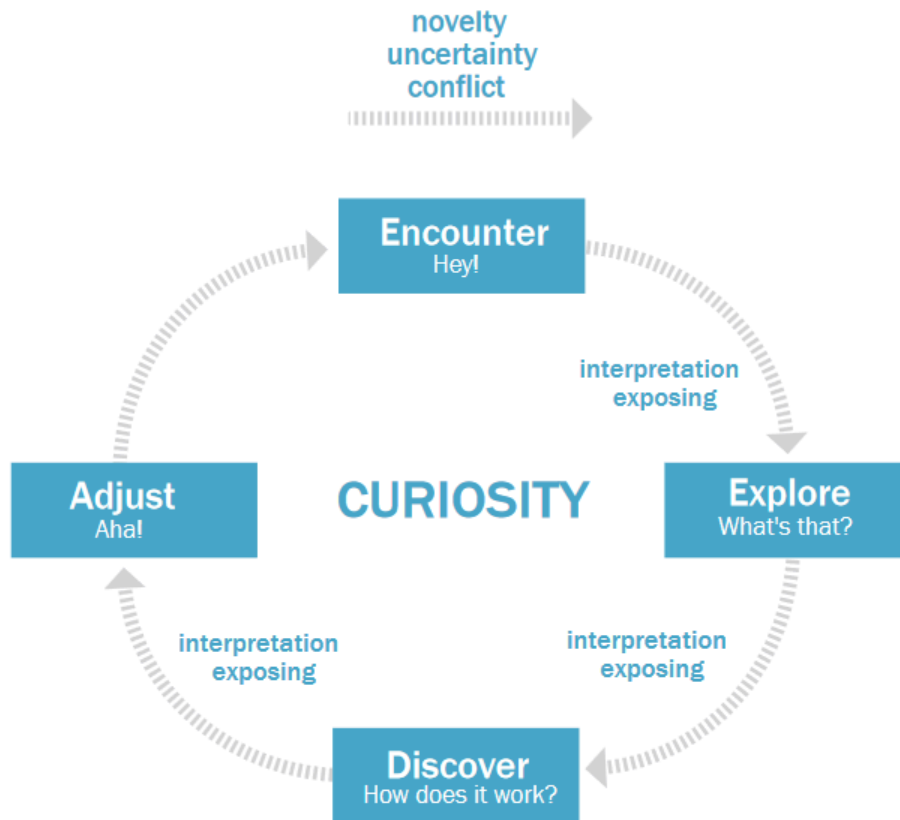 novelty
uncertainty
conflict
Encounter
Hey!
interpretation
exposing
Explore
What's that?
interpretation
exposing
Discover
How does it work?
interpretation
exposing
Adjust
Aha!
CURIOSITY